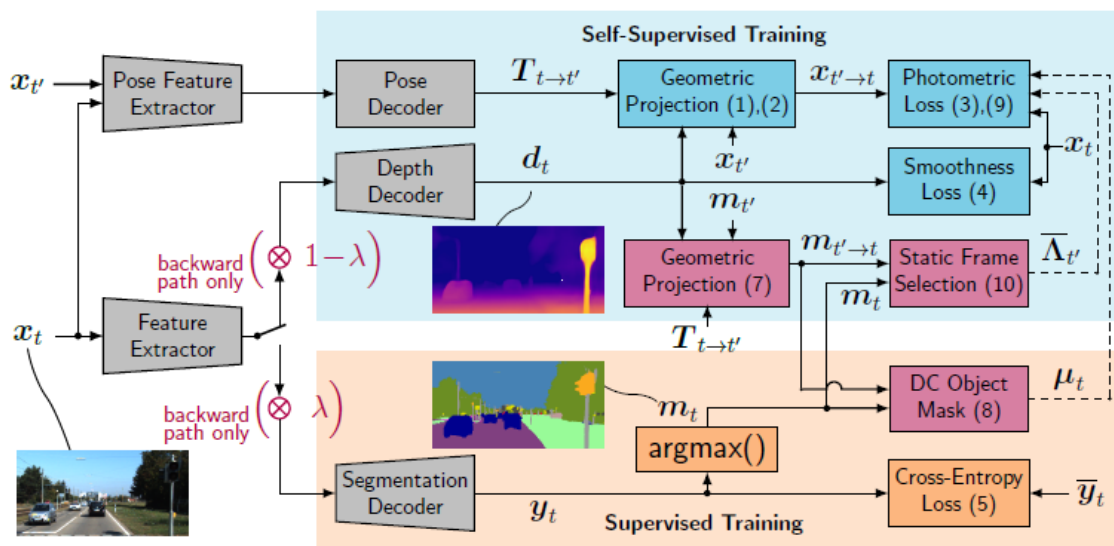 Self-Supervised Training
x_{t'}
Pose Feature
Extractor
Pose
Decoder
T_{t→t'}
Geometric
Projection (1),(2)
x_{t'→t}
Photometric
Loss (3),(9)
x_t
x_{t'}
Depth
Decoder
d_t
Smoothness
Loss (4)
m_{t'}
backward
path only
( ⊗ 1−λ)
Geometric
Projection (7)
m_{t'→t}
m_t
Static Frame
Selection (10)
Λ̅_{t'}
T_{t→t'}
x_t
Feature
Extractor
backward
path only
( ⊗ λ)
m_t
DC Object
Mask (8)
μ_t
argmax()
Segmentation
Decoder
y_t
Cross-Entropy
Loss (5)
y̅_t
Supervised Training